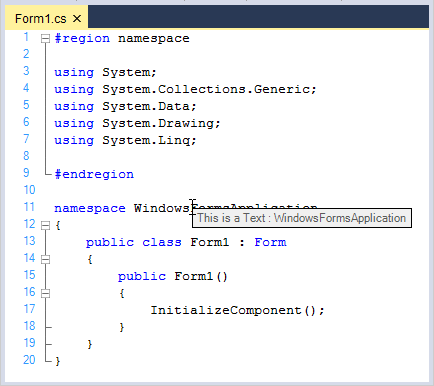 Form1.cs ×
1 #region namespace
2
3 using System;
4 using System.Collections.Generic;
5 using System.Data;
6 using System.Drawing;
7 using System.Linq;
8
9 #endregion
10
11 namespace WindowsFormsApplication
This is a Text : WindowsFormsApplication
12 {
13 public class Form1 : Form
14 {
15 public Form1()
16 {
17 InitializeComponent();
18 }
19 }
20 }